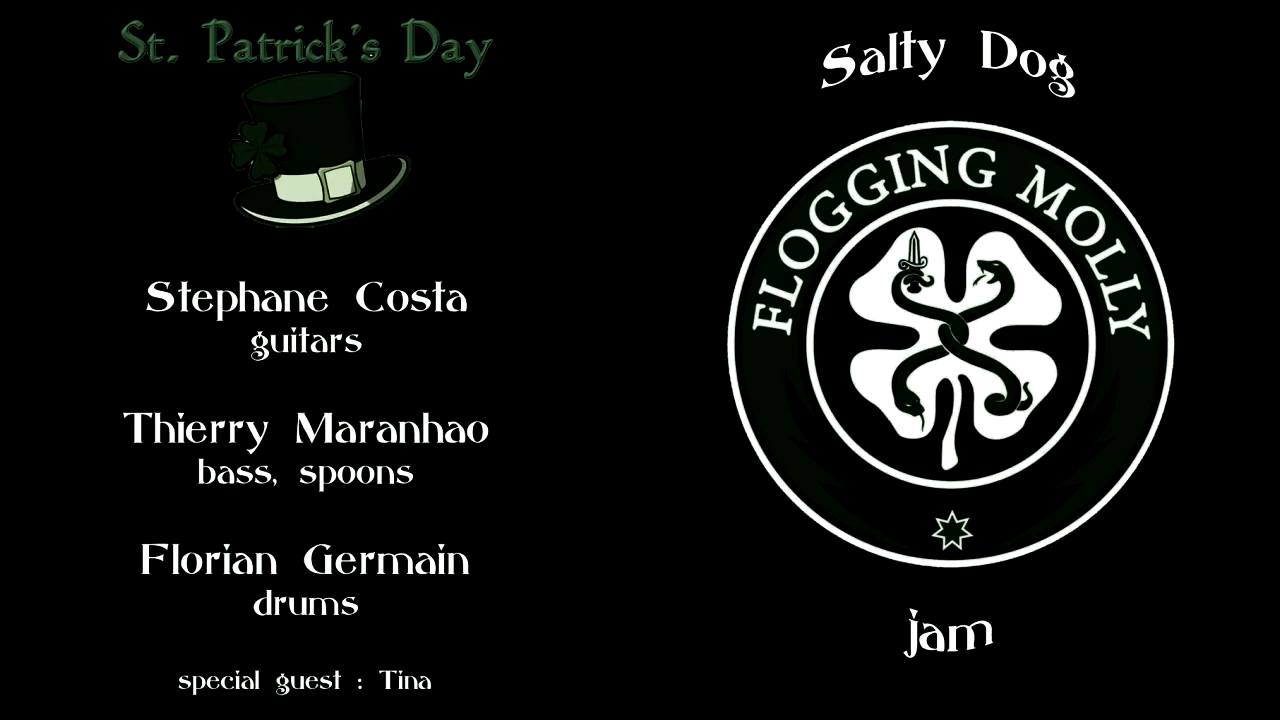 St. Patrick's Day
Stephane Costa
guitars
Thierry Maranhao
bass, spoons
Florian Germain
drums
special guest : Tina
Salty Dog
FLOGGING MOLLY
jam